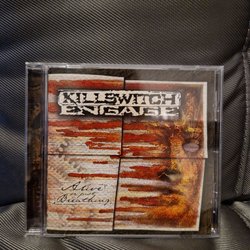 KILLSWITCH
ENGAGE
Alive
or Just
Breathing